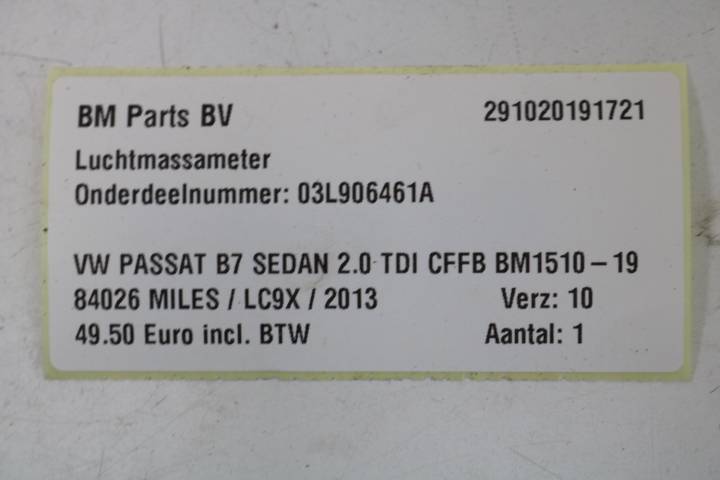 BM Parts BV 291020191721
Luchtmassameter
Onderdeelnummer: 03L906461A
VW PASSAT B7 SEDAN 2.0 TDI CFFB BM1510-19
84026 MILES / LC9X / 2013 Verz: 10
49.50 Euro incl. BTW Aantal: 1